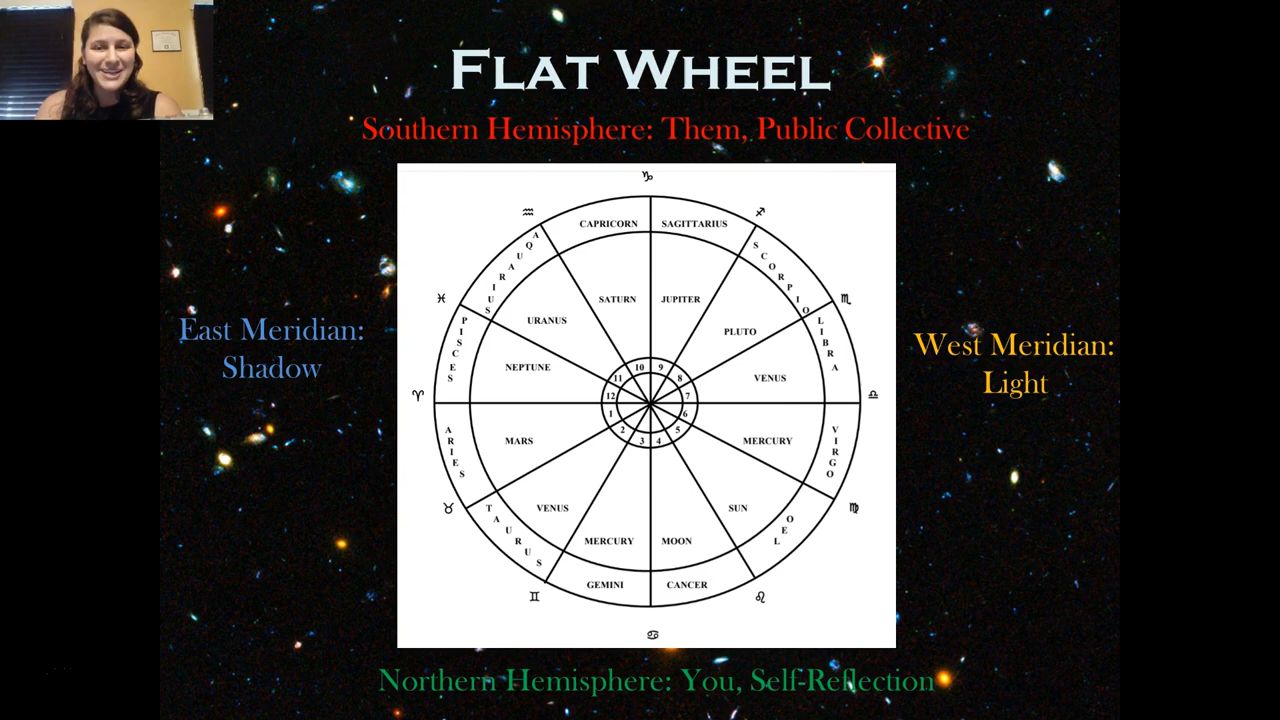 FLAT WHEEL
Southern Hemisphere: Them, Public Collective
♑
♒
♐
CAPRICORN
SAGITTARIUS
AQUARIUS
SCORPIO
SATURN
JUPITER
♓
♏
URANUS
PLUTO
PISCES
LIBRA
East Meridian:
Shadow
West Meridian:
Light
NEPTUNE
VENUS
10 9
11 8
12 7
1 6
2 5
3 4
♈
♎
ARIES
VIRGO
MARS
MERCURY
♉
♍
TAURUS
LEO
VENUS
SUN
MERCURY
MOON
GEMINI
CANCER
♊
♌
♋
Northern Hemisphere: You, Self-Reflection